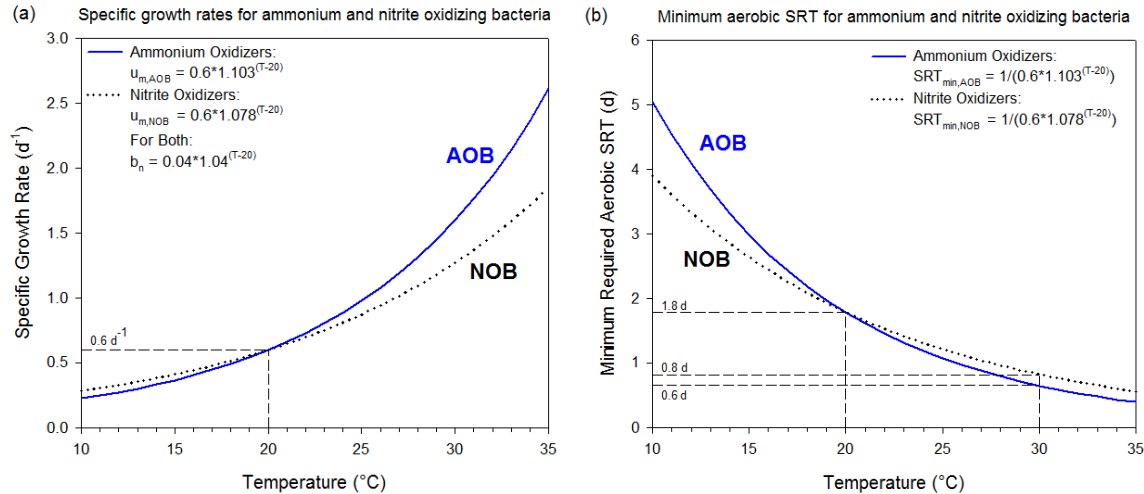 (a) Specific growth rates for ammonium and nitrite oxidizing bacteria
Specific Growth Rate (d⁻¹)
3.0
2.5
2.0
1.5
1.0
0.5
0.0
Ammonium Oxidizers:
u_m,AOB = 0.6*1.103^(T-20)
Nitrite Oxidizers:
u_m,NOB = 0.6*1.078^(T-20)
For Both:
b_n = 0.04*1.04^(T-20)
AOB
NOB
0.6 d⁻¹
10 15 20 25 30 35
Temperature (°C)
(b) Minimum aerobic SRT for ammonium and nitrite oxidizing bacteria
Minimum Required Aerobic SRT (d)
6
5
4
3
2
1
0
Ammonium Oxidizers:
SRT_min,AOB = 1/(0.6*1.103^(T-20))
Nitrite Oxidizers:
SRT_min,NOB = 1/(0.6*1.078^(T-20))
AOB
NOB
1.8 d
0.8 d
0.6 d
10 15 20 25 30 35
Temperature (°C)